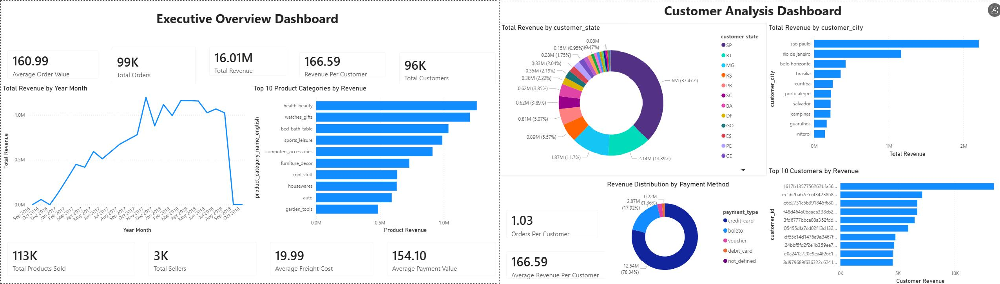 Executive Overview Dashboard
160.99
Average Order Value
99K
Total Orders
16.01M
Total Revenue
166.59
Revenue Per Customer
96K
Total Customers
Total Revenue by Year Month
Total Revenue
1.0M
0.5M
0.0M
Sep 2016
Oct 2016
Dec 2016
Jan 2017
Feb 2017
Mar 2017
Apr 2017
May 2017
Jun 2017
Jul 2017
Aug 2017
Sep 2017
Oct 2017
Nov 2017
Dec 2017
Jan 2018
Feb 2018
Mar 2018
Apr 2018
May 2018
Jun 2018
Jul 2018
Aug 2018
Sep 2018
Oct 2018
Year Month
Top 10 Product Categories by Revenue
product_category_name_english
health_beauty
watches_gifts
bed_bath_table
sports_leisure
computers_accessories
furniture_decor
cool_stuff
housewares
auto
garden_tools
0.0M
0.5M
1.0M
Product Revenue
113K
Total Products Sold
3K
Total Sellers
19.99
Average Freight Cost
154.10
Average Payment Value
Customer Analysis Dashboard
Total Revenue by customer_state
0.08M
(0.47%)
0.15M (0.95%)
0.28M (1.75%)
0.33M (2.04%)
0.35M (2.19%)
0.36M (2.22%)
0.62M (3.85%)
0.62M (3.89%)
0.81M (5.07%)
0.89M (5.57%)
1.87M (11.7%)
2.14M (13.39%)
6M (37.47%)
customer_state
SP
RJ
MG
RS
PR
SC
BA
DF
GO
ES
PE
CE
Total Revenue by customer_city
customer_city
sao paulo
rio de janeiro
belo horizonte
brasilia
curitiba
porto alegre
salvador
campinas
guarulhos
niteroi
0M
1M
2M
Total Revenue
1.03
Orders Per Customer
166.59
Average Revenue Per Customer
Revenue Distribution by Payment Method
0.22M
(1.36%)
2.87M
(17.92%)
12.54M
(78.34%)
payment_type
credit_card
boleto
voucher
debit_card
not_defined
Top 10 Customers by Revenue
customer_id
1617b1357756262bfa56...
ec5b2ba62e5743423868...
c6e2731c5b391845f680...
f48d464a0baaea338cb2...
3fd6777bbce08a352fdd...
05455dfa7cd02f13d132...
df55c14d1476a9a3467f...
24bbf5fd2f2e1b359ee7...
e0a2412720e9ea4f26c1...
3d979689f636322c6241...
0K
5K
10K
Customer Revenue